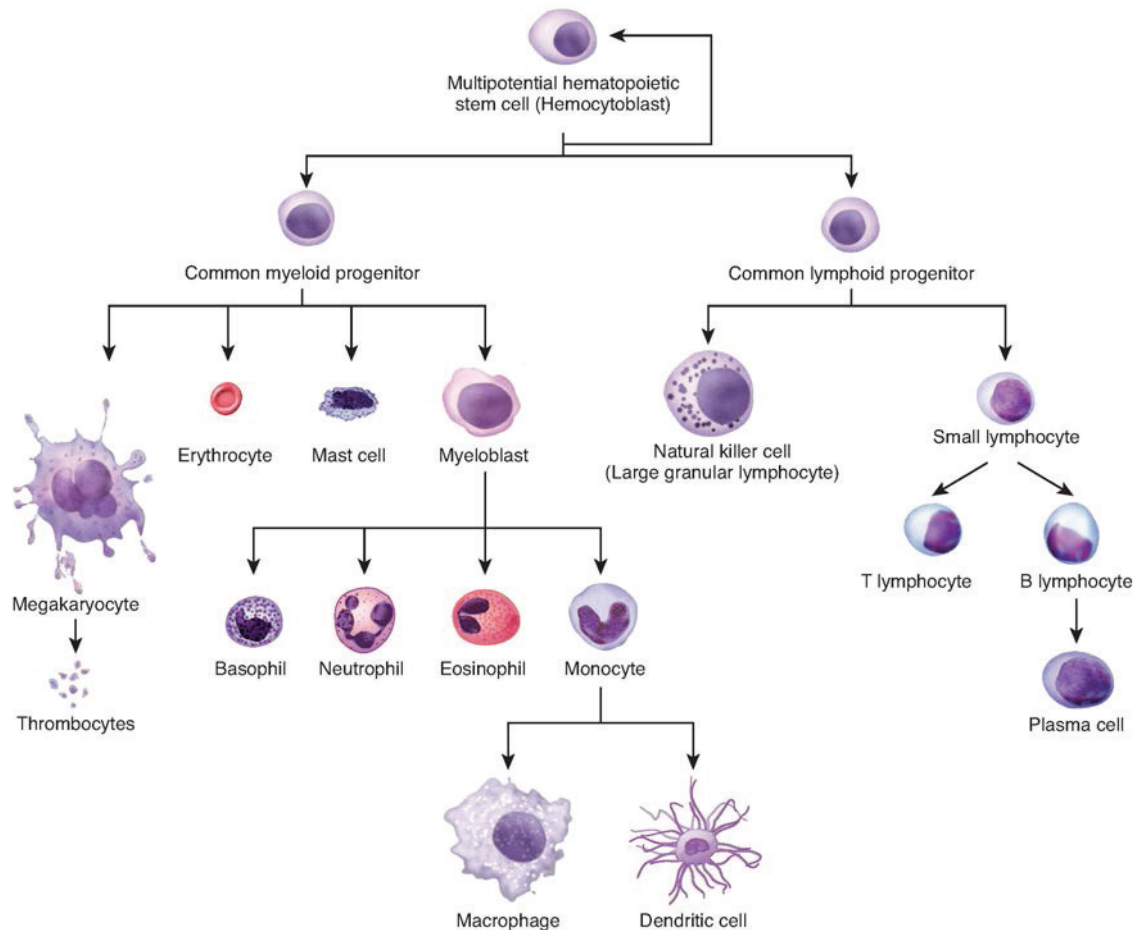 Multipotential hematopoietic
stem cell (Hemocytoblast)
Common myeloid progenitor
Common lymphoid progenitor
Erythrocyte
Mast cell
Myeloblast
Natural killer cell
(Large granular lymphocyte)
Small lymphocyte
T lymphocyte
B lymphocyte
Megakaryocyte
Basophil
Neutrophil
Eosinophil
Monocyte
Thrombocytes
Plasma cell
Macrophage
Dendritic cell